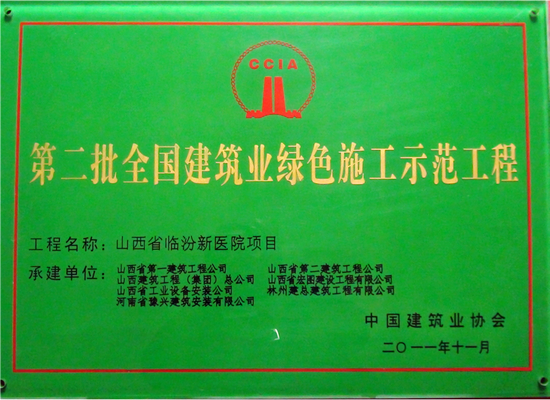 CCIA
第二批全国建筑业绿色施工示范工程
工程名称：山西省临汾新医院项目
承建单位：山西省第一建筑工程公司 山西省第二建筑工程公司
山西建筑工程（集团）总公司 山西省宏图建设工程有限公司
山西省工业设备安装公司 林州建总建筑工程有限公司
河南省豫兴建筑安装有限公司
中国建筑业协会
二〇一一年十一月